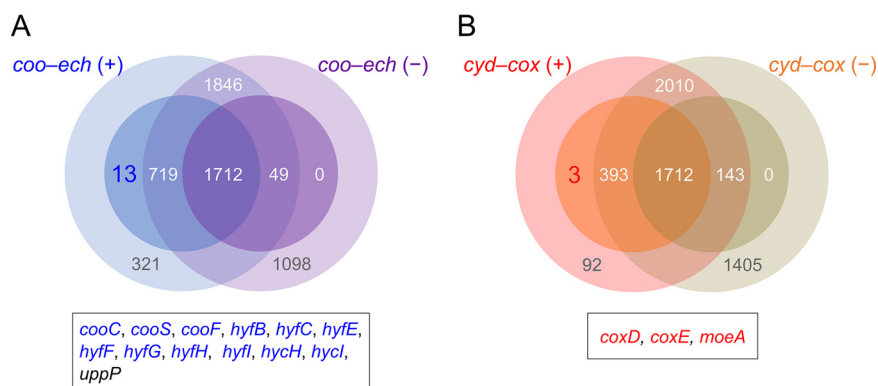 A
B
coo–ech (+)
coo–ech (−)
1846
13
719
1712
49
0
321
1098
cooC, cooS, cooF, hyfB, hyfC, hyfE,
hyfF, hyfG, hyfH, hyfI, hycH, hycI,
uppP
cyd–cox (+)
cyd–cox (−)
2010
3
393
1712
143
0
92
1405
coxD, coxE, moeA